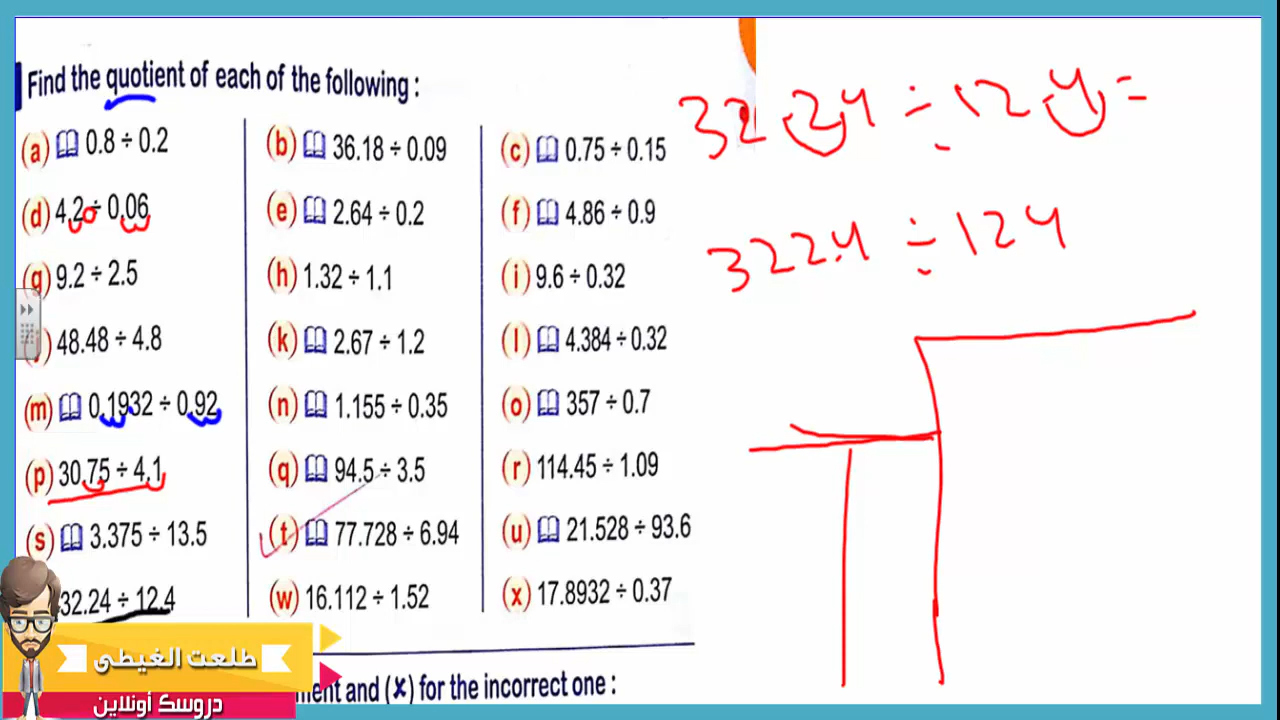 Find the quotient of each of the following :
(a) 0.8 ÷ 0.2
(b) 36.18 ÷ 0.09
(c) 0.75 ÷ 0.15
(d) 4.2 ÷ 0.06
(e) 2.64 ÷ 0.2
(f) 4.86 ÷ 0.9
(g) 9.2 ÷ 2.5
(h) 1.32 ÷ 1.1
(i) 9.6 ÷ 0.32
48.48 ÷ 4.8
(k) 2.67 ÷ 1.2
(l) 4.384 ÷ 0.32
(m) 0.1932 ÷ 0.92
(n) 1.155 ÷ 0.35
(o) 357 ÷ 0.7
(p) 30.75 ÷ 4.1
(q) 94.5 ÷ 3.5
(r) 114.45 ÷ 1.09
(s) 3.375 ÷ 13.5
(t) 77.728 ÷ 6.94
(u) 21.528 ÷ 93.6
32.24 ÷ 12.4
(w) 16.112 ÷ 1.52
(x) 17.8932 ÷ 0.37
and (✗) for the incorrect one :
32.24 ÷ 12.4 =
322.4 ÷ 124
طلعت الغيطى
دروسك أونلاين